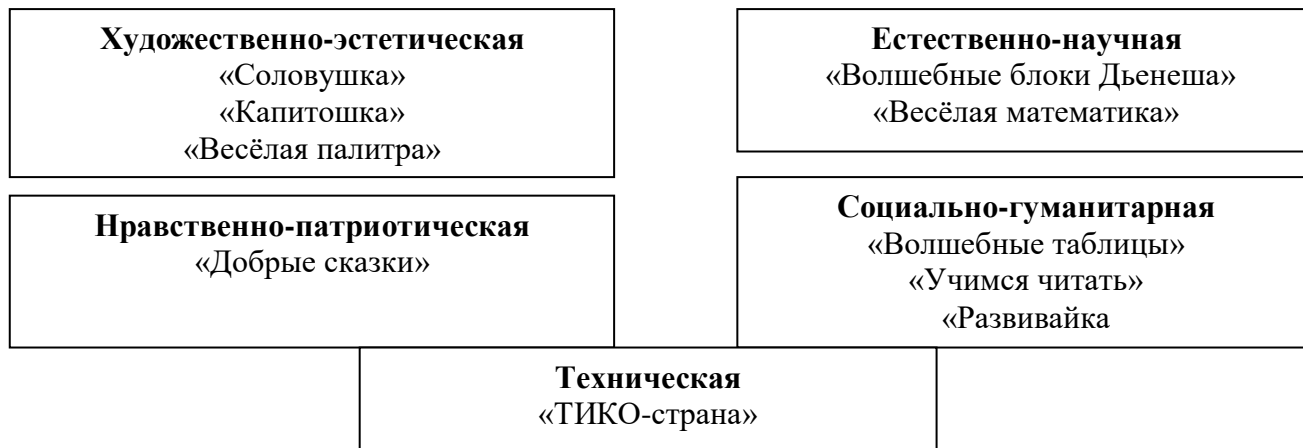 Художественно-эстетическая
«Соловушка»
«Капитошка»
«Весёлая палитра»
Естественно-научная
«Волшебные блоки Дьенеша»
«Весёлая математика»
Нравственно-патриотическая
«Добрые сказки»
Социально-гуманитарная
«Волшебные таблицы»
«Учимся читать»
«Развивайка
Техническая
«ТИКО-страна»